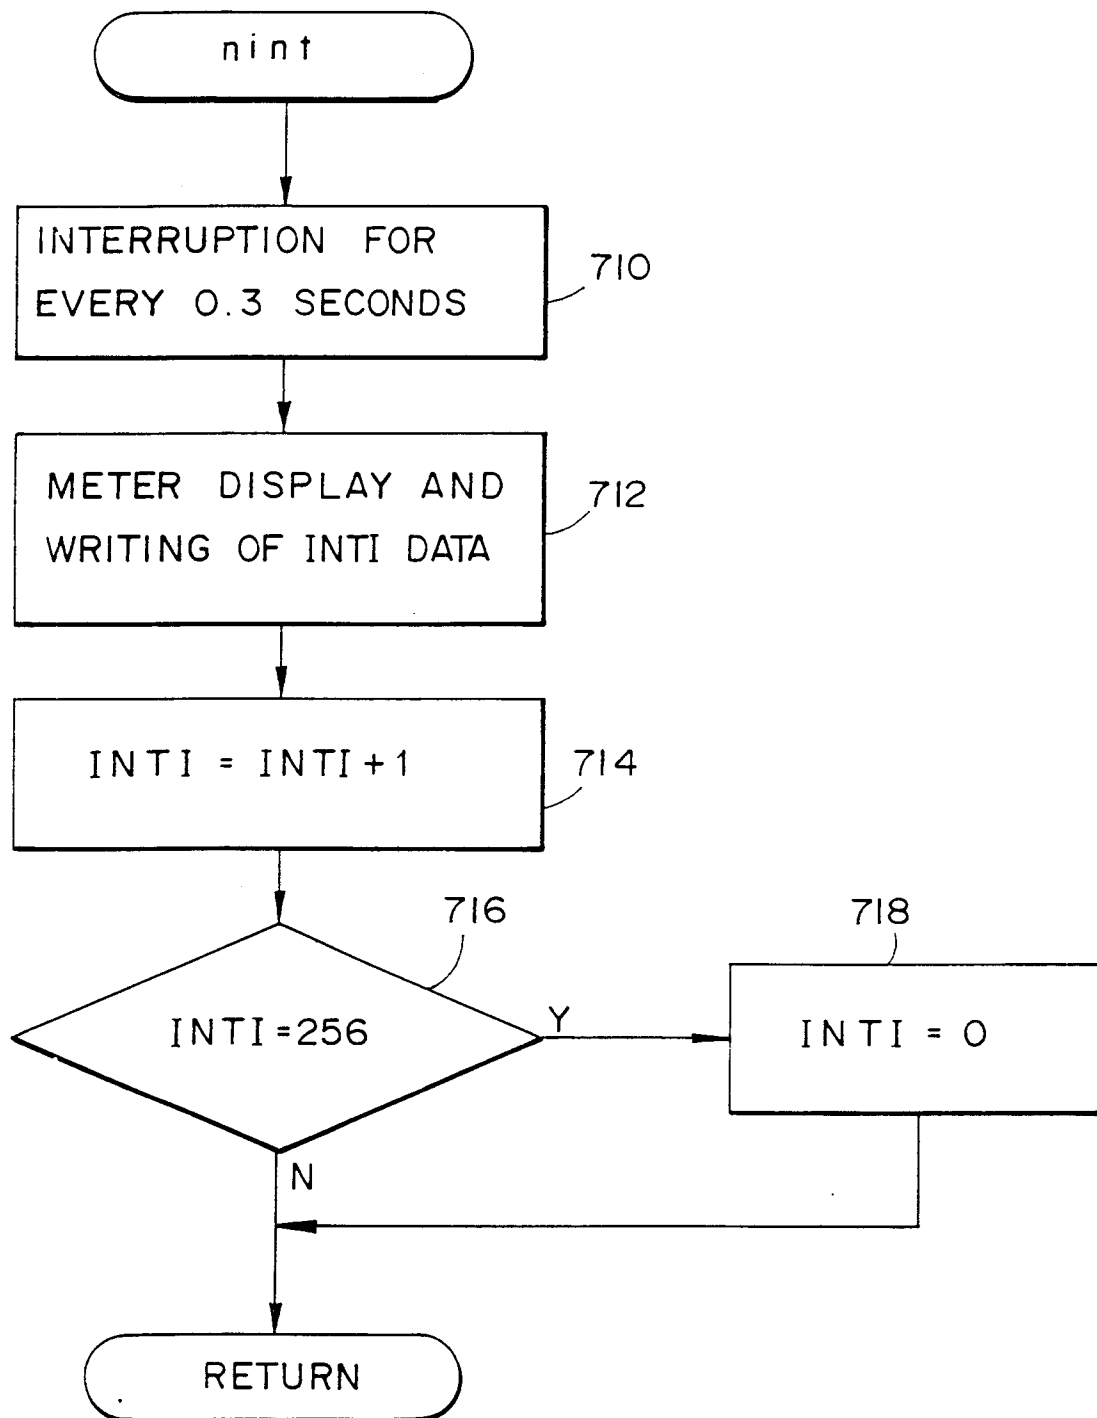 nint
INTERRUPTION FOR
EVERY 0.3 SECONDS
710
METER DISPLAY AND
WRITING OF INTI DATA
712
INTI = INTI + 1
714
716
INTI = 256
Y
718
INTI = 0
N
RETURN